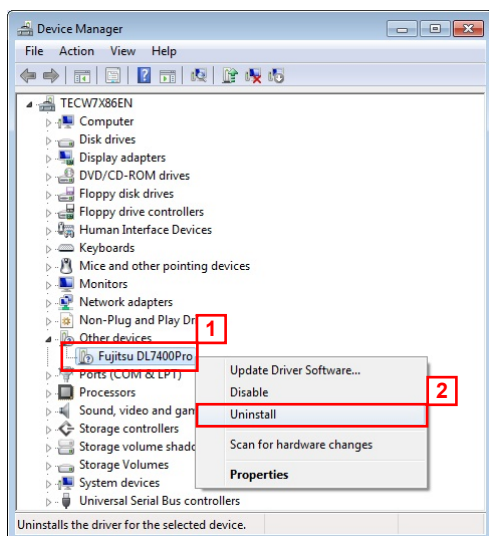 Device Manager
File Action View Help
TECW7X86EN
Computer
Disk drives
Display adapters
DVD/CD-ROM drives
Floppy disk drives
Floppy drive controllers
Human Interface Devices
Keyboards
Mice and other pointing devices
Monitors
Network adapters
Non-Plug and Play Dr
1
Other devices
Fujitsu DL7400Pro
Ports (COM & LPT)
Processors
Sound, video and gam
Storage controllers
Storage volume shado
Storage Volumes
System devices
Universal Serial Bus controllers
Update Driver Software...
Disable
2
Uninstall
Scan for hardware changes
Properties
Uninstalls the driver for the selected device.